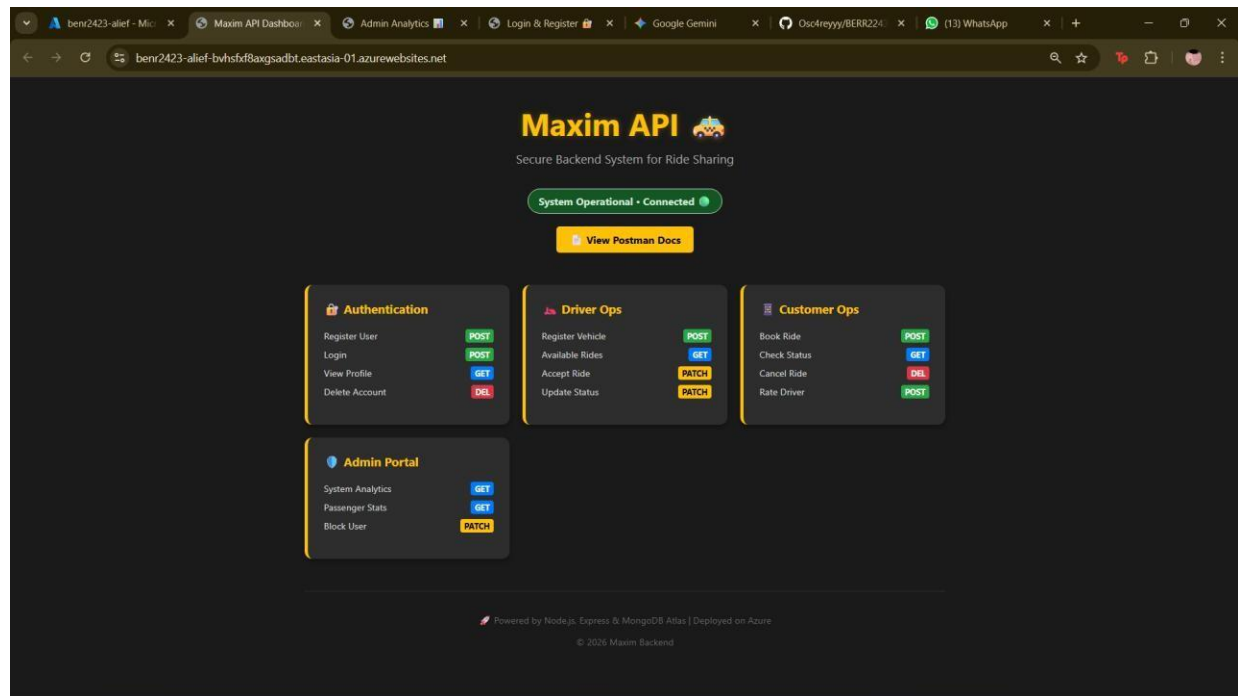 benr2423-alief - Mic
Maxim API Dashboar
Admin Analytics
Login & Register
Google Gemini
Osc4reyyy/BERR224
(13) WhatsApp
benr2423-alief-bvhsfxf8axgsadbt.eastasia-01.azurewebsites.net
Maxim API
Secure Backend System for Ride Sharing
System Operational • Connected
View Postman Docs
Authentication
Register User POST
Login POST
View Profile GET
Delete Account DEL
Driver Ops
Register Vehicle POST
Available Rides GET
Accept Ride PATCH
Update Status PATCH
Customer Ops
Book Ride POST
Check Status GET
Cancel Ride DEL
Rate Driver POST
Admin Portal
System Analytics GET
Passenger Stats GET
Block User PATCH
Powered by Node.js, Express & MongoDB Atlas | Deployed on Azure
© 2026 Maxim Backend